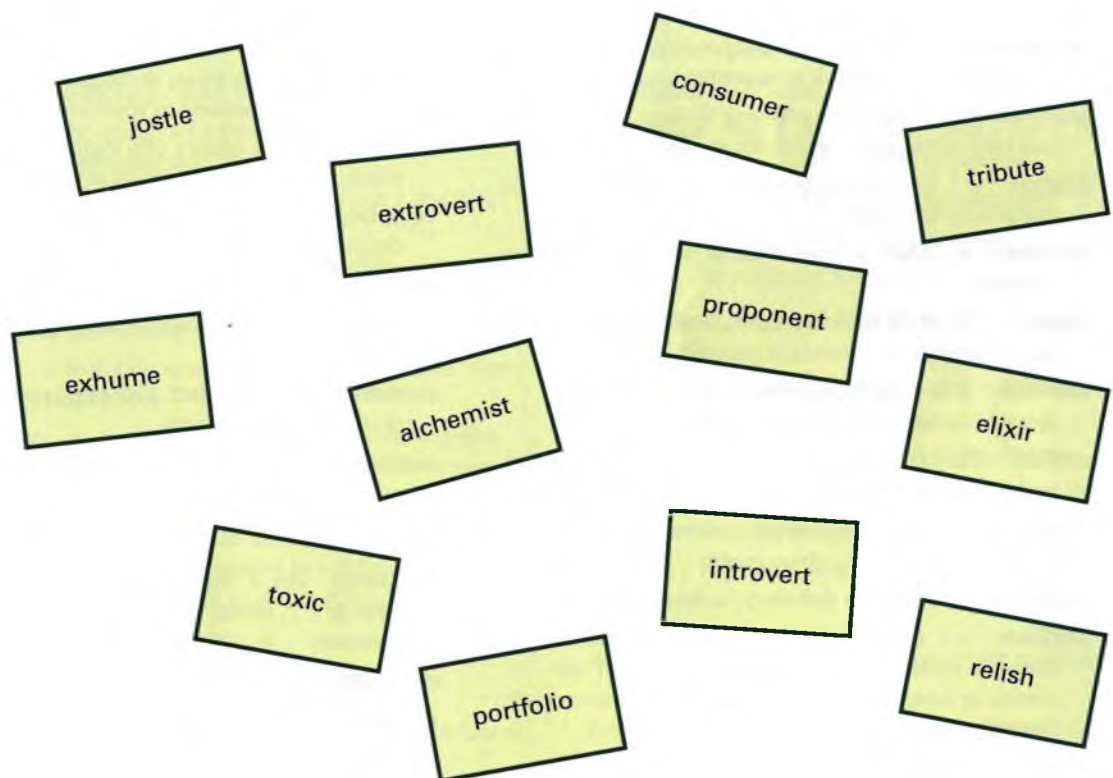 jostle
consumer
tribute
extrovert
proponent
exhume
alchemist
elixir
toxic
introvert
portfolio
relish